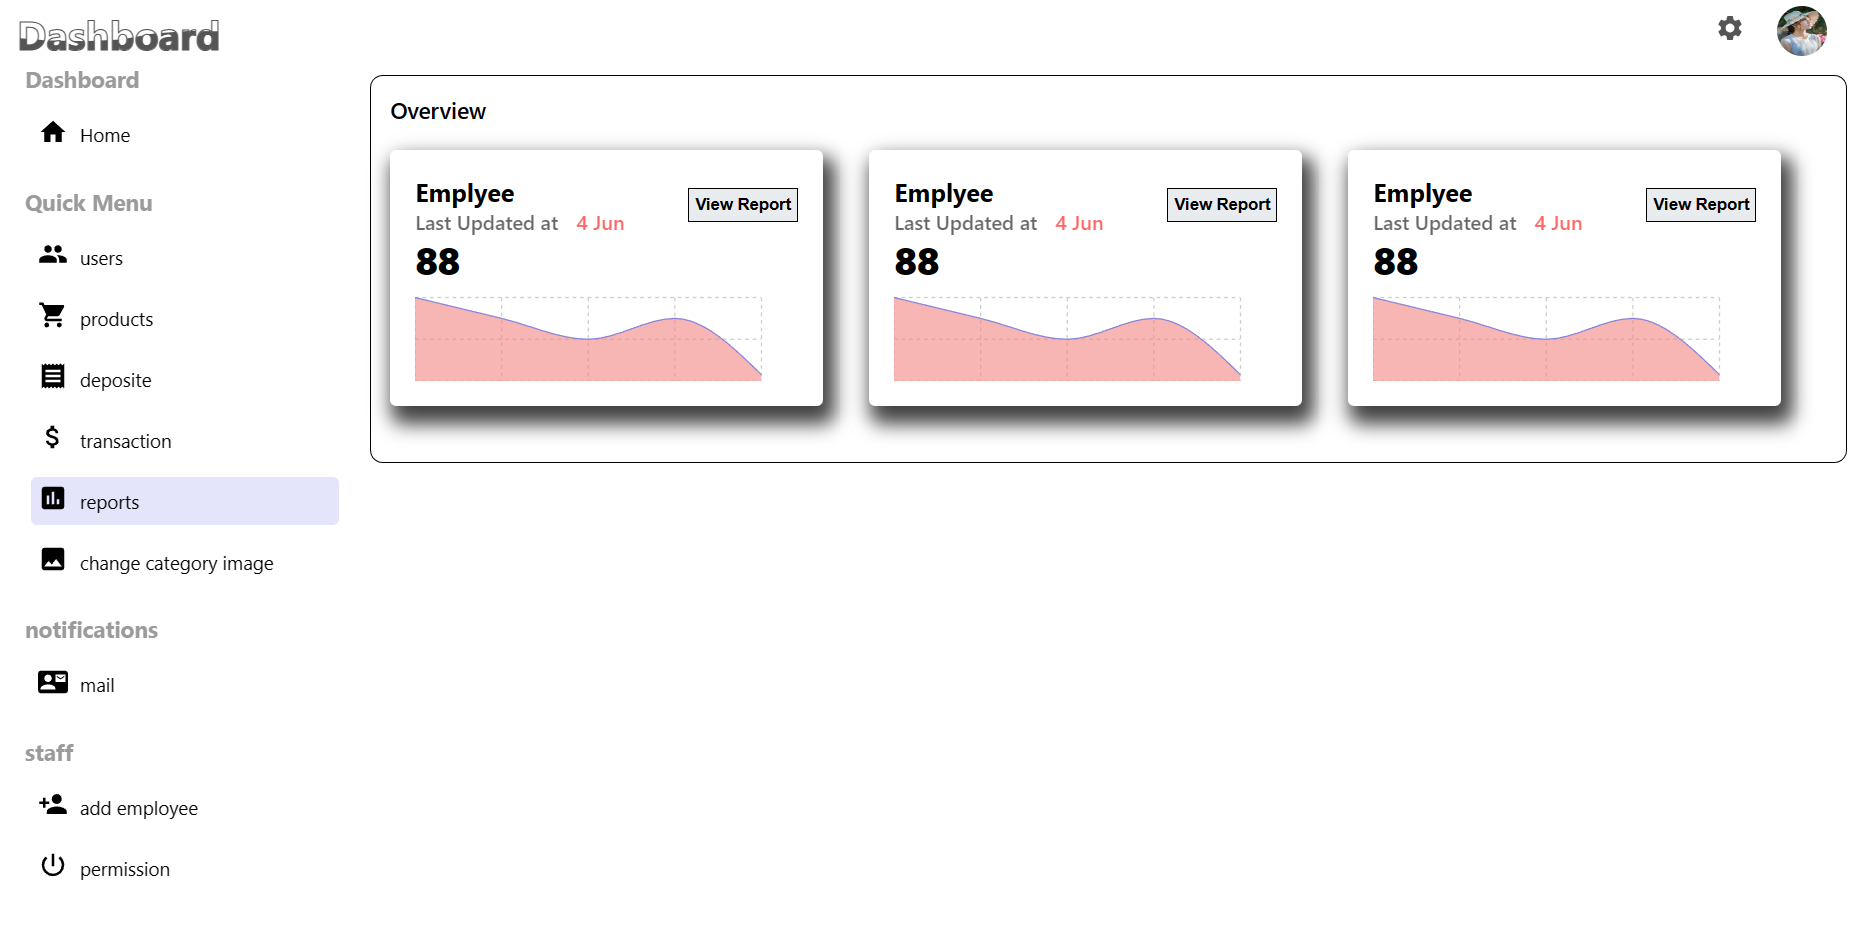 Dashboard
Dashboard
Home
Quick Menu
users
products
deposite
transaction
reports
change category image
notifications
mail
staff
add employee
permission
Overview
Emplyee
View Report
Last Updated at 4 Jun
88
Emplyee
View Report
Last Updated at 4 Jun
88
Emplyee
View Report
Last Updated at 4 Jun
88